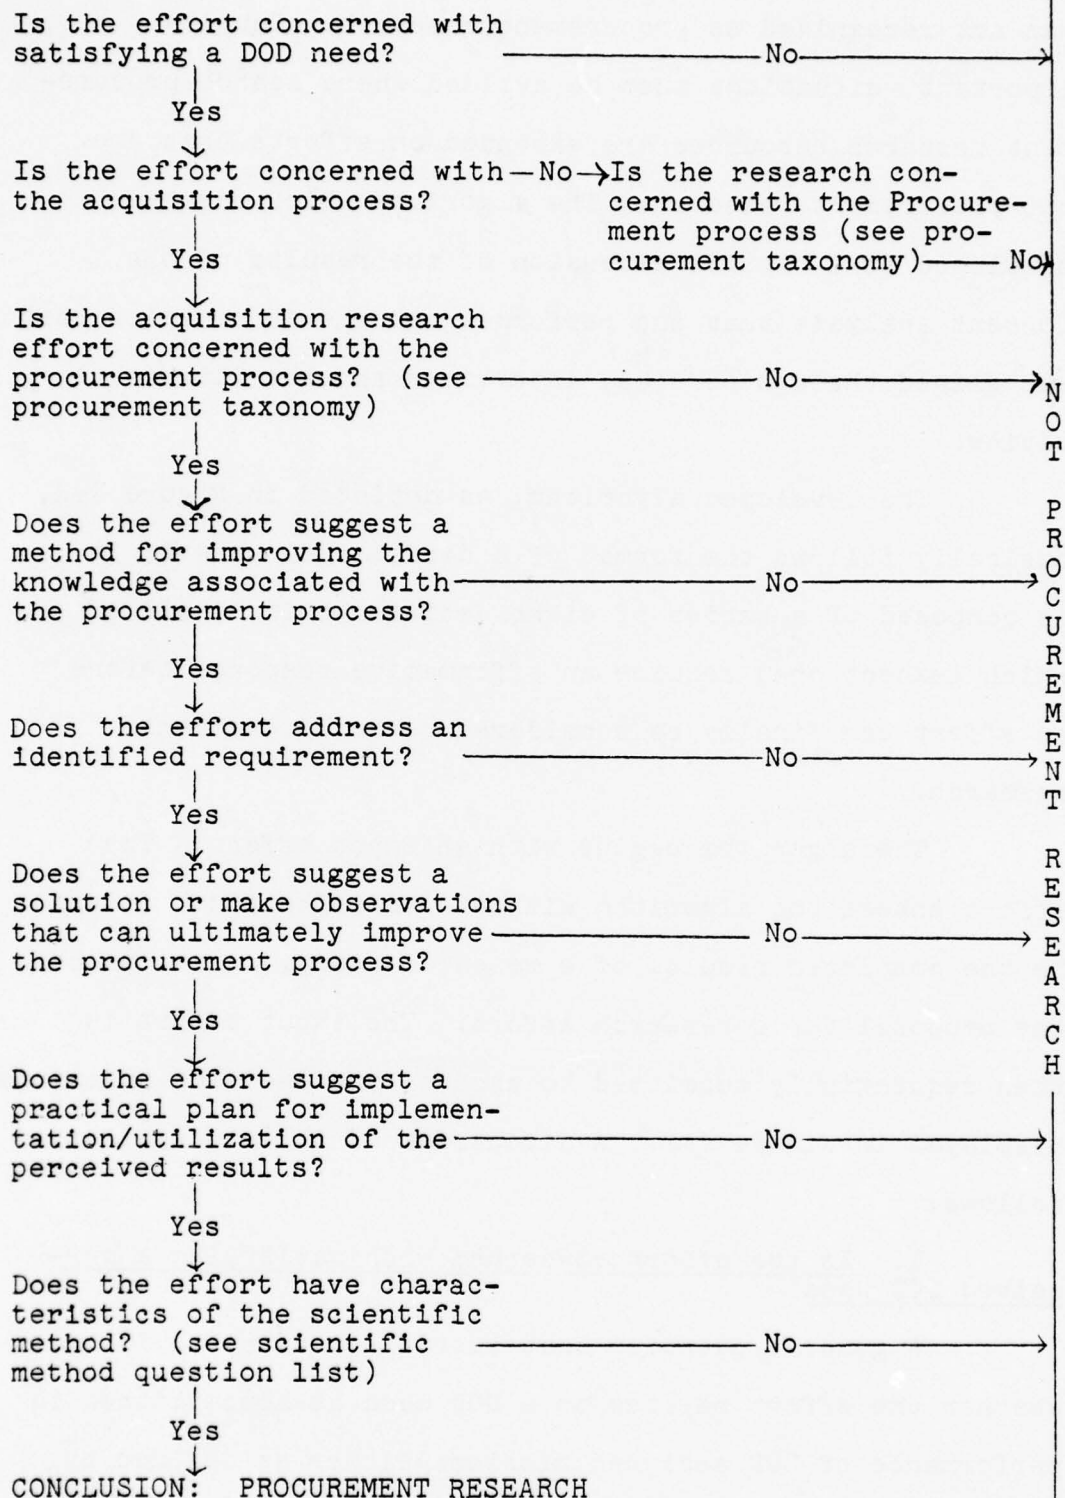 Is the effort concerned with
satisfying a DOD need? No
Yes
Is the effort concerned with No Is the research con-
the acquisition process? cerned with the Procure-
ment process (see pro-
Yes curement taxonomy) No
Is the acquisition research
effort concerned with the
procurement process? (see No
procurement taxonomy)
Yes
Does the effort suggest a
method for improving the
knowledge associated with No
the procurement process?
Yes
Does the effort address an
identified requirement? No
Yes
Does the effort suggest a
solution or make observations
that can ultimately improve No
the procurement process?
Yes
Does the effort suggest a
practical plan for implemen-
tation/utilization of the No
perceived results?
Yes
Does the effort have charac-
teristics of the scientific
method? (see scientific No
method question list)
Yes
CONCLUSION: PROCUREMENT RESEARCH
NOT PROCUREMENT RESEARCH